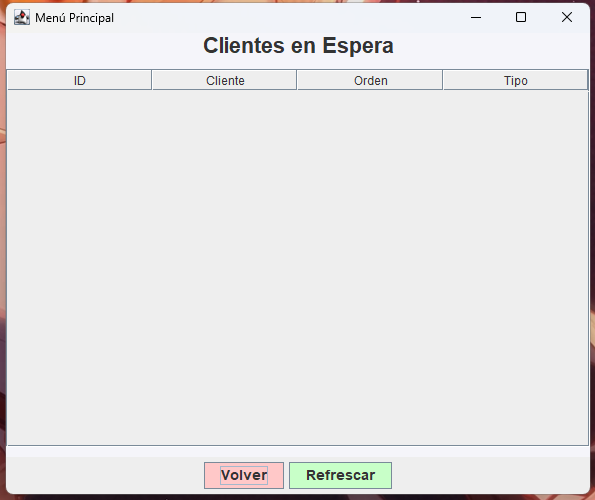 Menú Principal
Clientes en Espera
ID Cliente Orden Tipo
Volver Refrescar